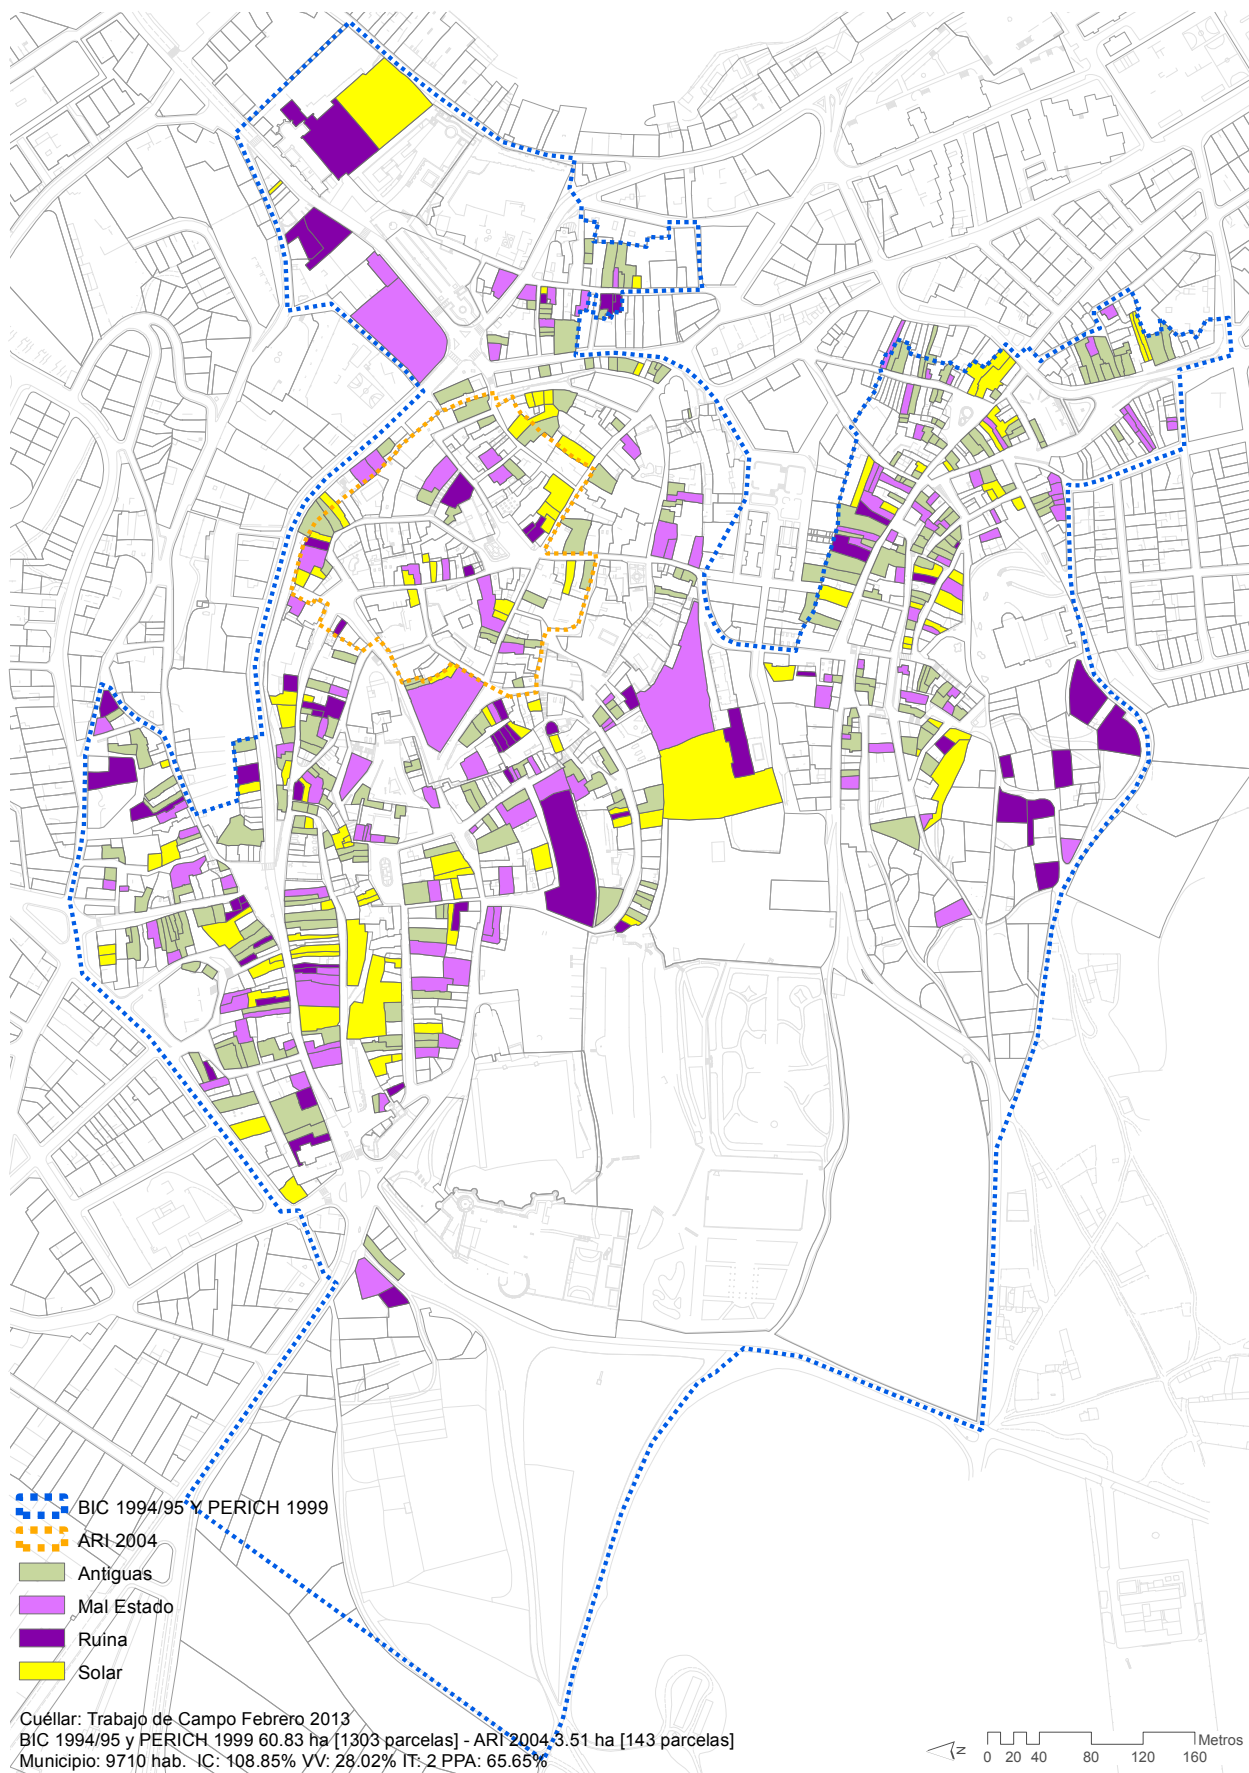 BIC 1994/95 Y PERICH 1999
ARI 2004
Antiguas
Mal Estado
Ruina
Solar
Cuéllar: Trabajo de Campo Febrero 2013
BIC 1994/95 y PERICH 1999 60.83 ha [1303 parcelas] - ARI 2004 3.51 ha [143 parcelas]
Municipio: 9710 hab. IC: 108.85% VV: 28.02% IT: 2 PPA: 65.65%
N
Metros
0 20 40 80 120 160